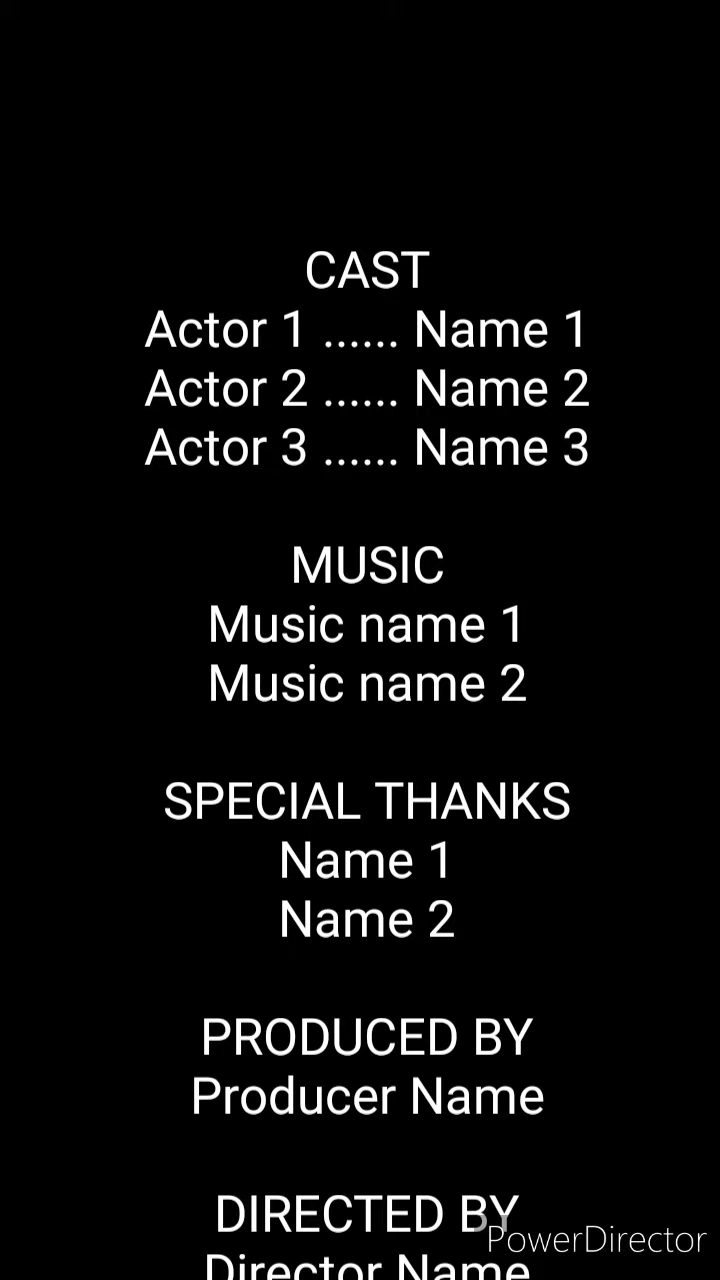 CAST
Actor 1 ...... Name 1
Actor 2 ...... Name 2
Actor 3 ...... Name 3
MUSIC
Music name 1
Music name 2
SPECIAL THANKS
Name 1
Name 2
PRODUCED BY
Producer Name
DIRECTED BY
PowerDirector
Director Name